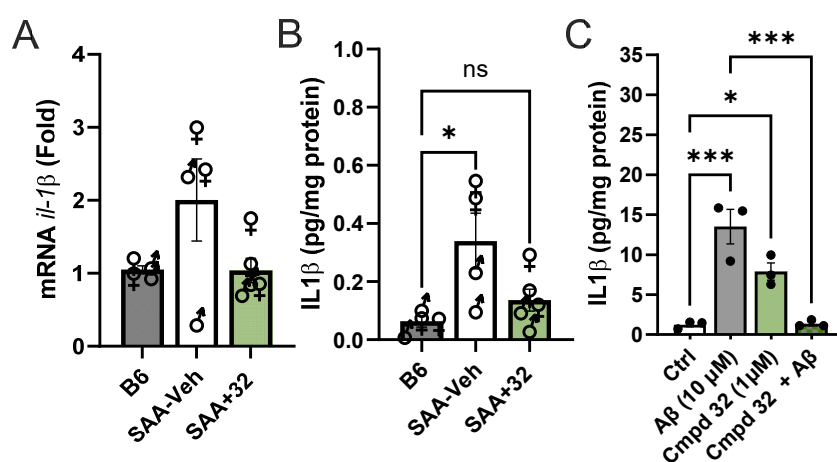 A
mRNA il-1β (Fold)
4
3
2
1
0
B6
SAA-Veh
SAA+32
B
IL1β (pg/mg protein)
1.0
0.8
0.6
0.4
0.2
0.0
ns
*
B6
SAA-Veh
SAA+32
C
IL1β (pg/mg protein)
35
30
25
20
15
10
5
0
***
*
***
Ctrl
Aβ (10 μM)
Cmpd 32 (1μM)
Cmpd 32 + Aβ